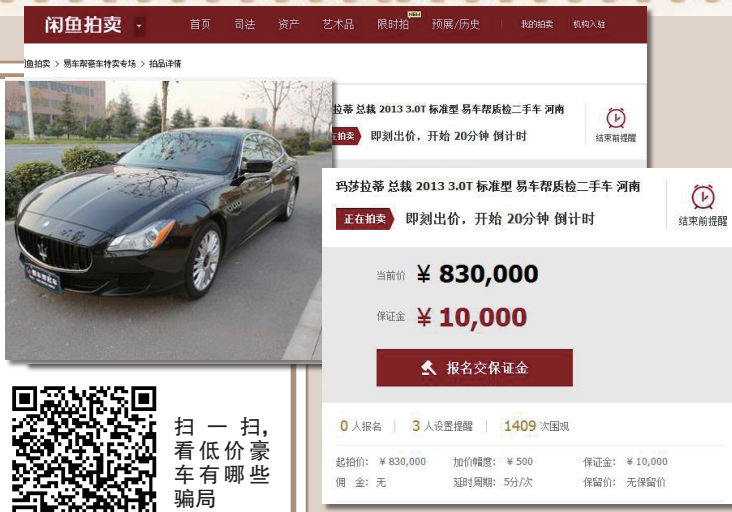 闲鱼拍卖
首页 司法 资产 艺术品 限时拍 预展/历史 我的拍卖 机构入驻
鱼拍卖 > 易车帮豪车特卖专场 > 拍品详情
拉蒂 总裁 2013 3.0T 标准型 易车帮质检二手车 河南
在拍卖 即刻出价，开始 20分钟 倒计时
结束前提醒
玛莎拉蒂 总裁 2013 3.0T 标准型 易车帮质检二手车 河南
正在拍卖 即刻出价，开始 20分钟 倒计时
结束前提醒
当前价 ¥ 830,000
保证金 ¥ 10,000
报名交保证金
0 人报名 3 人设置提醒 1409 次围观
起拍价: ¥ 830,000 加价幅度: ¥ 500 保证金: ¥ 10,000
佣 金: 无 延时周期: 5分/次 保留价: 无保留价
扫一扫,
看低价豪
车有哪些
骗局